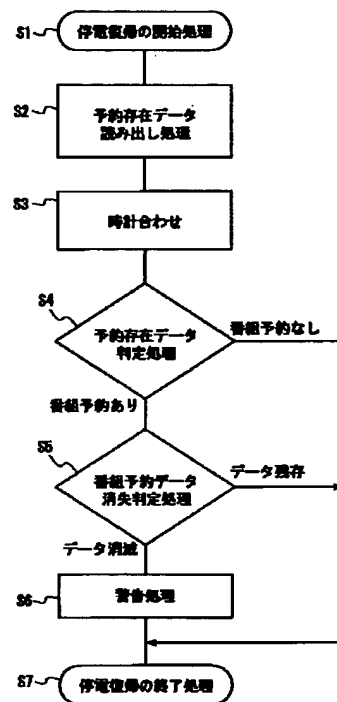 S1 停電復帰の開始処理
S2
予約存在データ
読み出し処理
S3
時計合わせ
S4
予約存在データ
判定処理
番組予約なし
番組予約あり
S5
番組予約データ
消失判定処理
データ残存
データ消滅
S6
警告処理
S7 停電復帰の終了処理